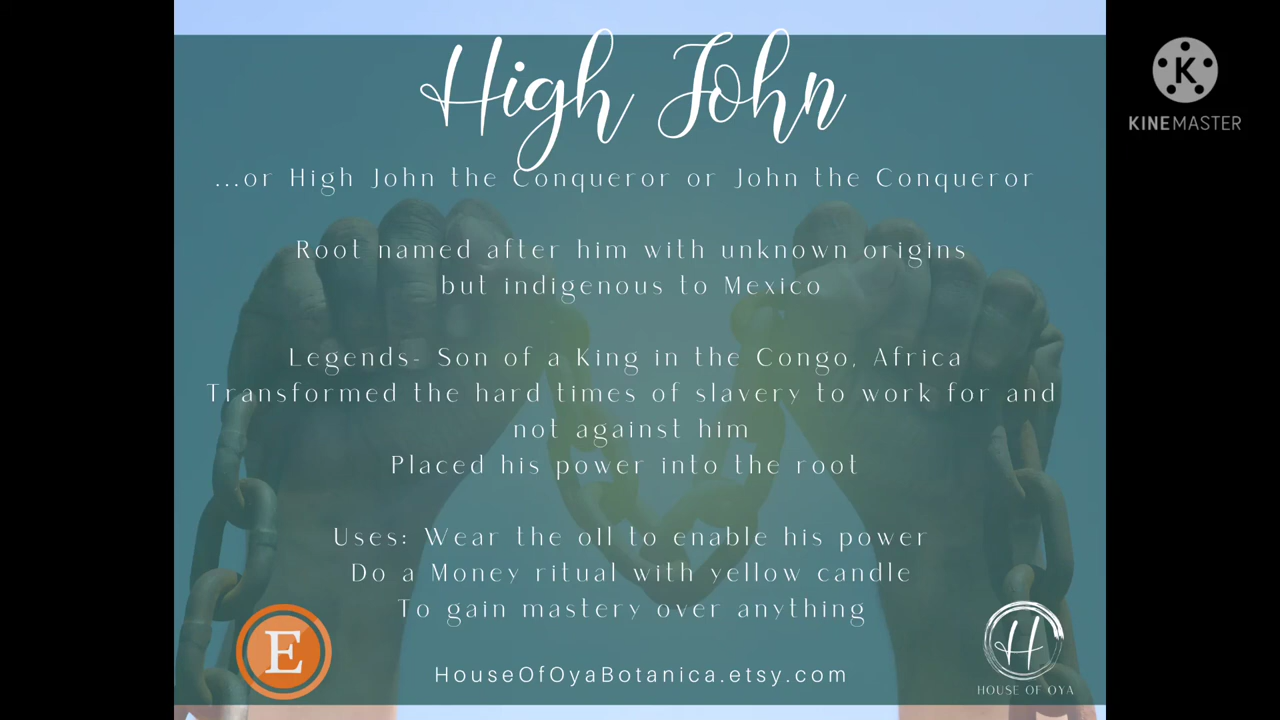 High John
...or High John the Conqueror or John the Conqueror
Root named after him with unknown origins
but indigenous to Mexico
Legends- Son of a King in the Congo, Africa
Transformed the hard times of slavery to work for and
not against him
Placed his power into the root
Uses: Wear the oIl to enable his power
Do a Money ritual with yellow candle
To gain mastery over anything
HouseOfOyaBotanica.etsy.com
E
H
HOUSE OF OYA
K
KINEMASTER